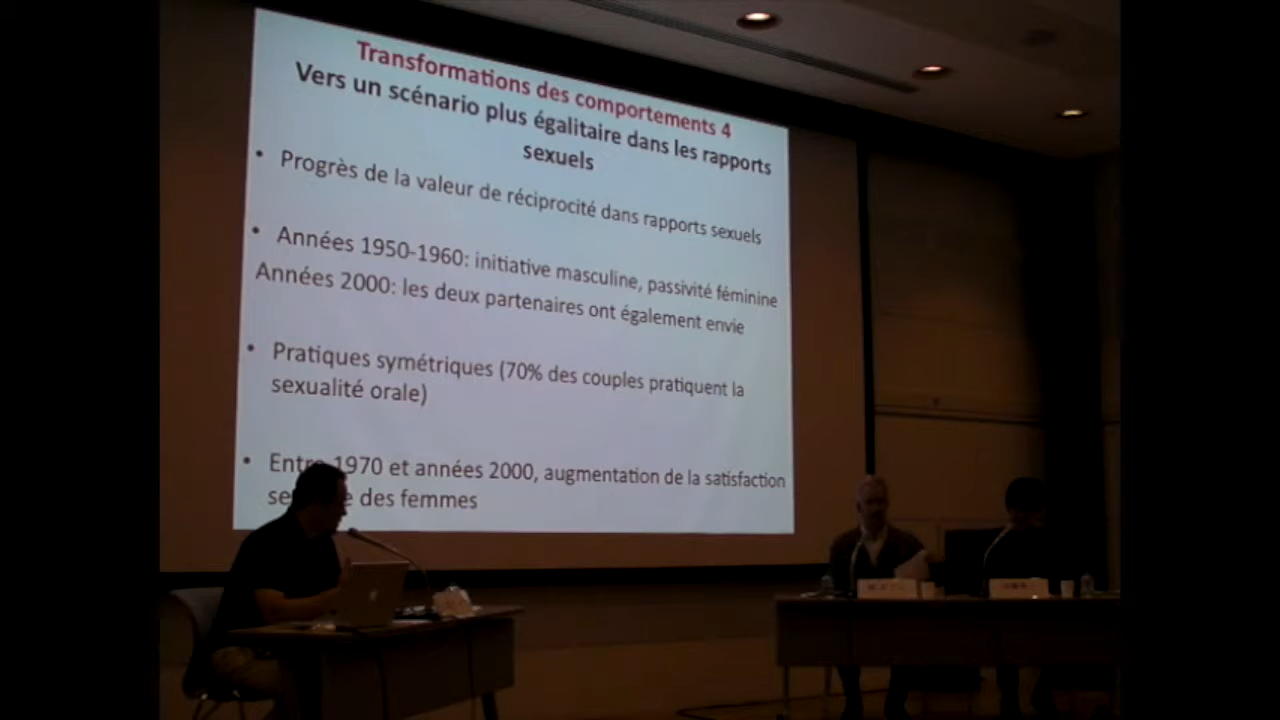 Transformations des comportements 4
Vers un scénario plus égalitaire dans les rapports
sexuels
• Progrès de la valeur de réciprocité dans rapports sexuels
• Années 1950-1960: initiative masculine, passivité féminine
Années 2000: les deux partenaires ont également envie
• Pratiques symétriques (70% des couples pratiquent la
sexualité orale)
• Entre 1970 et années 2000, augmentation de la satisfaction
des femmes